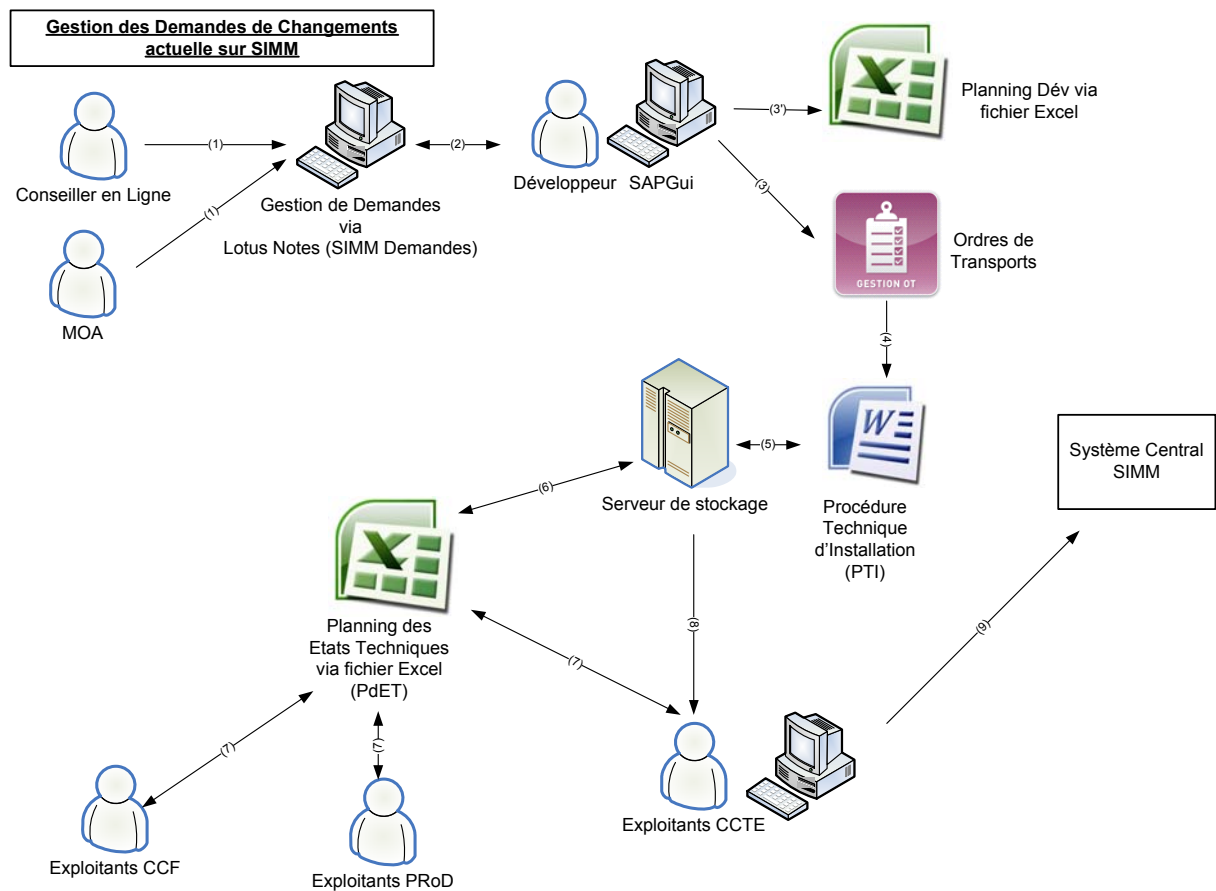 Gestion des Demandes de Changements
actuelle sur SIMM
Conseiller en Ligne
(1)
(1)
MOA
Gestion de Demandes
via
Lotus Notes (SIMM Demandes)
(2)
Développeur
SAPGui
(3')
Planning Dév via
fichier Excel
(3)
GESTION OT
Ordres de
Transports
(4)
W
Procédure
Technique
d'Installation
(PTI)
(5)
Serveur de stockage
(6)
X
Planning des
Etats Techniques
via fichier Excel
(PdET)
(7)
(7)
(7)
(8)
Exploitants CCF
Exploitants PRoD
Exploitants CCTE
(9)
Système Central
SIMM